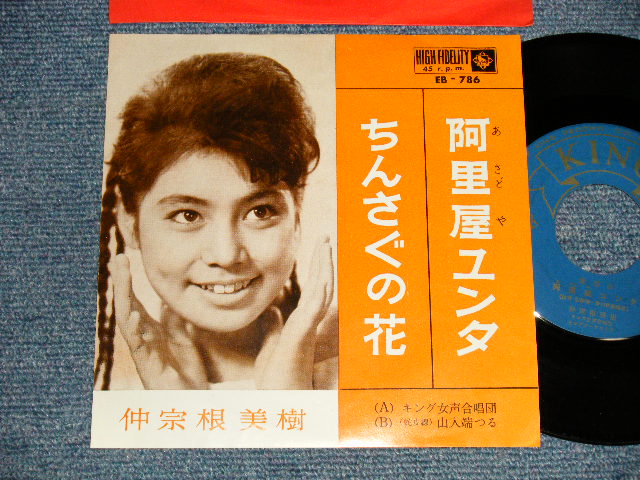 HIGH FIDELITY
45 r.p.m.
EB-786
阿里屋ユンタ
あさどや
ちんさぐの花
仲宗根美樹
(A) キング女声合唱団
(B) 山入端つる
KING